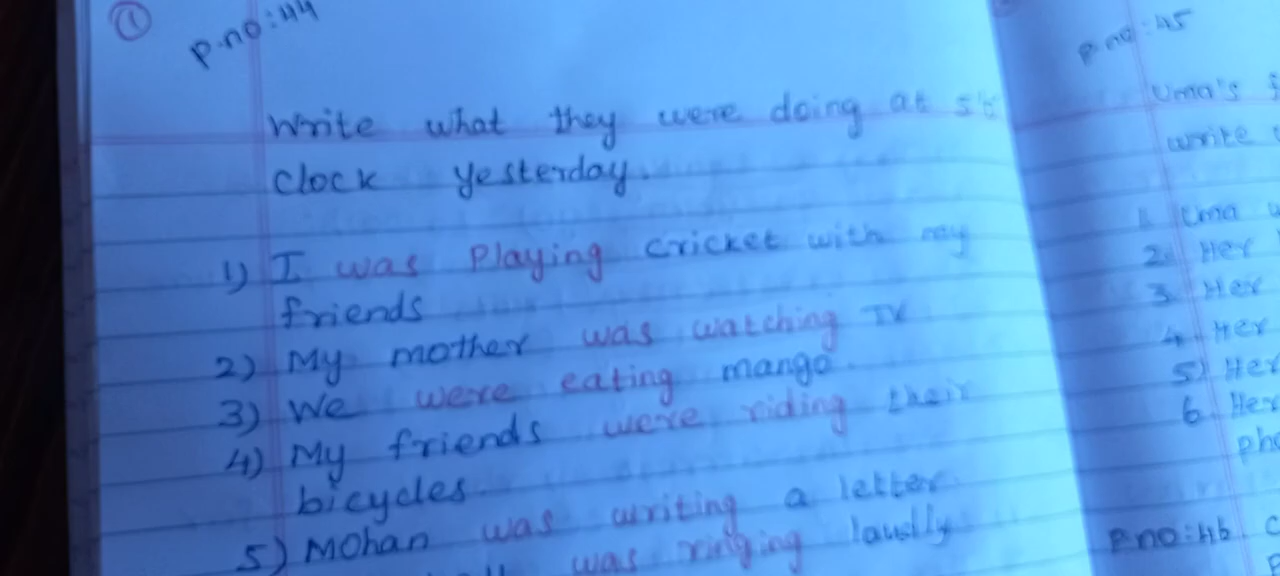 1
P.no:44
Write what they were doing at
clock yesterday.
1) I was Playing cricket with my
friends
2) My mother was watching TV
3) We were eating mango.
4) My friends were riding their
bicycles
5) Mohan was writing a letter
was ringing
P.no:45
Uma's
write
1. Uma
2. Her
3. Her
4. Her
5) Her
6. Her
P.no:46